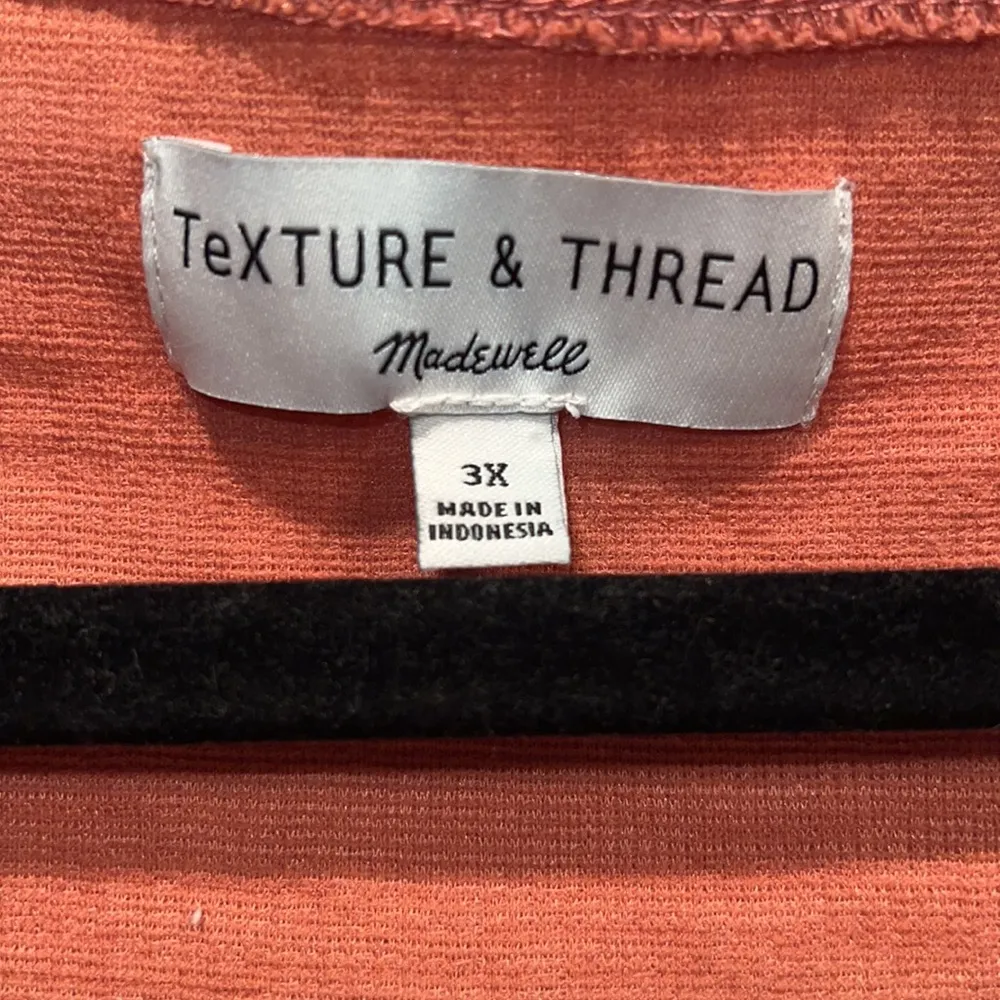 TeXTURE & THREAD
Madewell
3X
MADE IN
INDONESIA